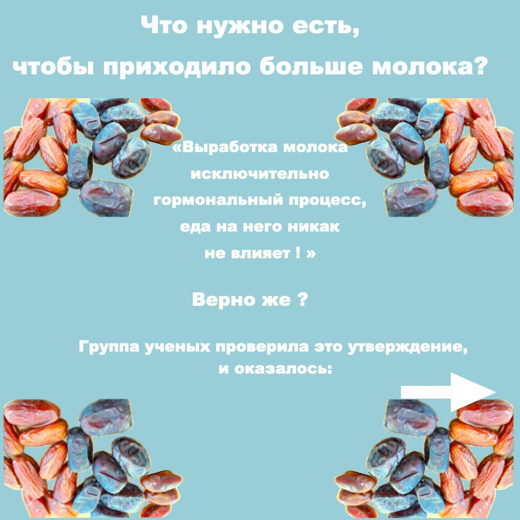 Что нужно есть,
чтобы приходило больше молока?
«Выработка молока
исключительно
гормональный процесс,
еда на него никак
не влияет ! »
Верно же ?
Группа ученых проверила это утверждение,
и оказалось: